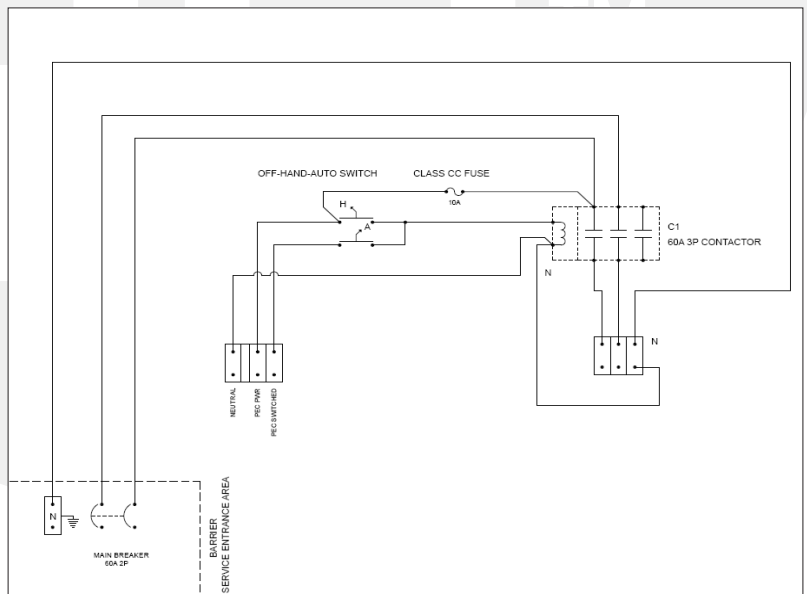 OFF-HAND-AUTO SWITCH
CLASS CC FUSE
10A
H
A
C1
60A 3P CONTACTOR
N
N
NEUTRAL
PEC PWR
PEC SWITCHED
N
MAIN BREAKER
60A 2P
BARRIER
SERVICE ENTRANCE AREA